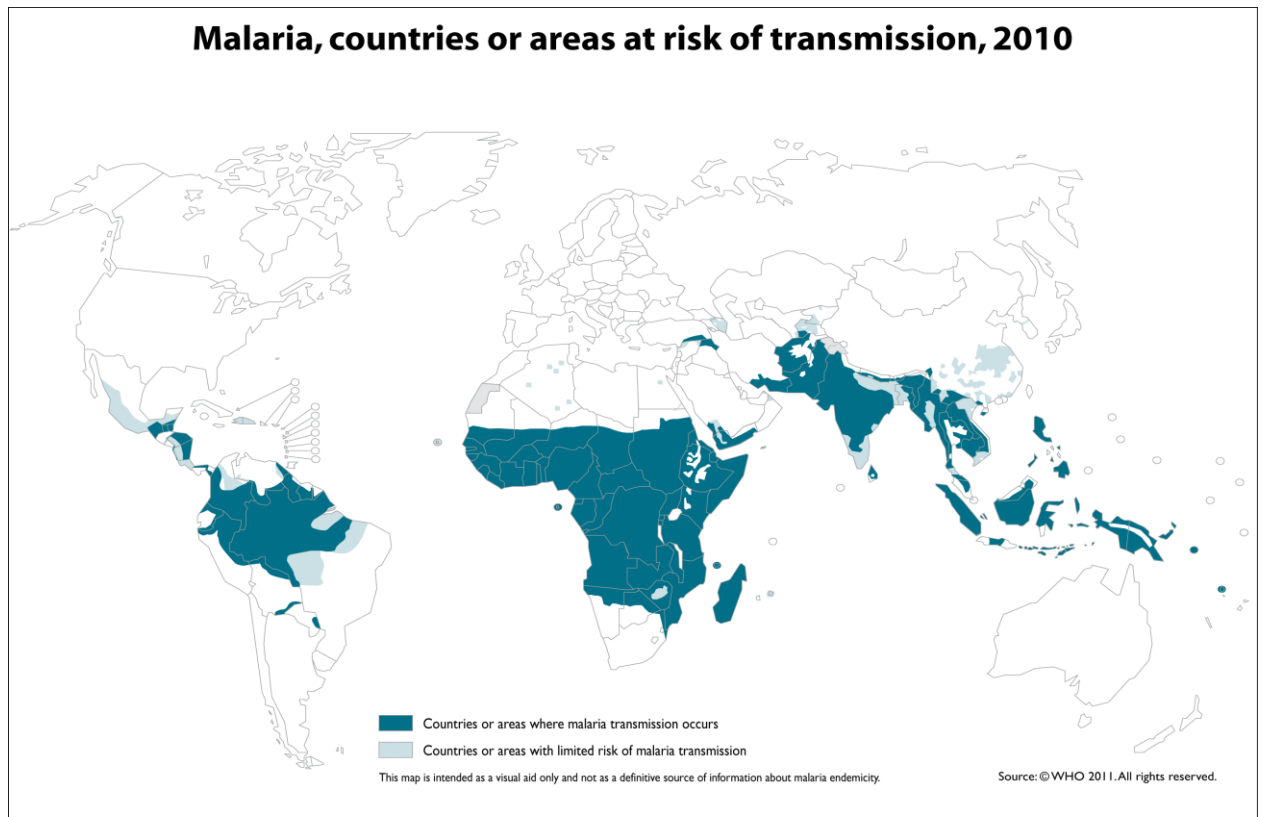 Malaria, countries or areas at risk of transmission, 2010
Countries or areas where malaria transmission occurs
Countries or areas with limited risk of malaria transmission
This map is intended as a visual aid only and not as a definitive source of information about malaria endemicity.
Source: © WHO 2011. All rights reserved.